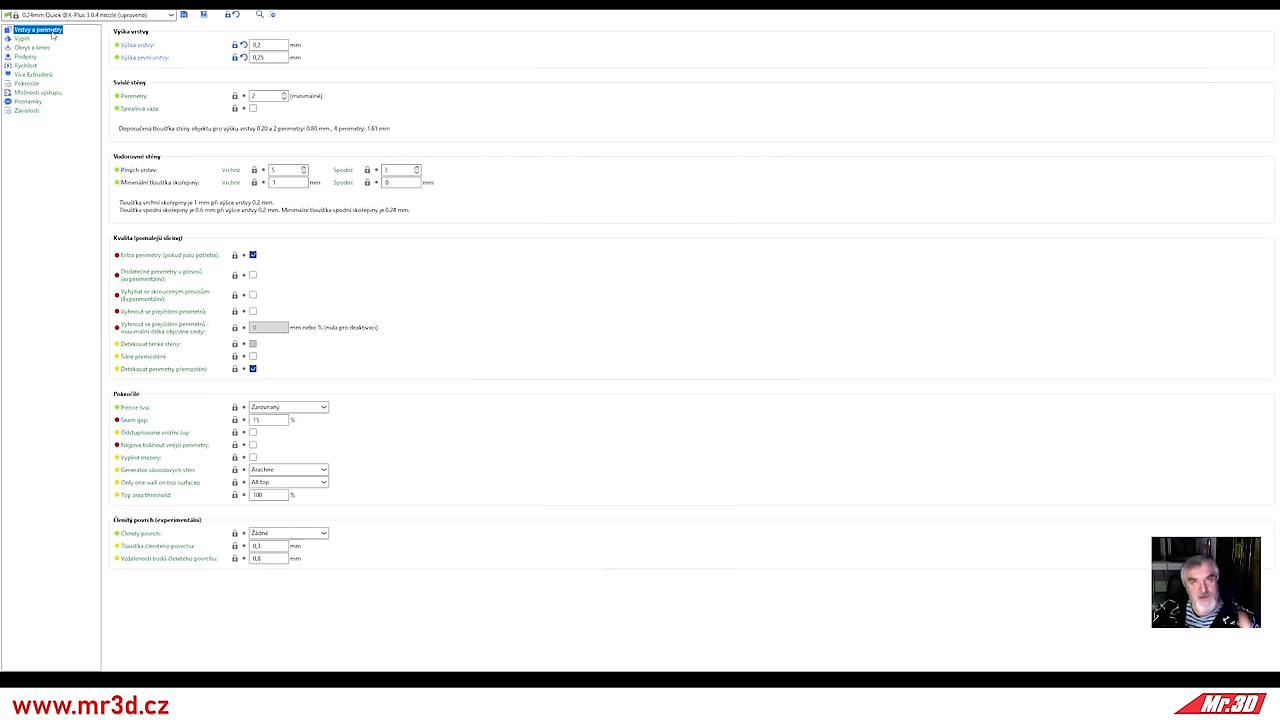 0.24mm Quick @X-Plus 3 0.4 nozzle (upraveno)
Vrstvy a perimetry
Výplň
Obrys a límec
Podpěry
Rychlost
Více Extruderů
Pokročilé
Možnosti výstupu
Poznámky
Závislosti
Výška vrstvy
Výška vrstvy: 0,2 mm
Výška první vrstvy: 0,25 mm
Svislé stěny
Perimetry: 2 (minimálně)
Spirálová váza:
Doporučená tloušťka stěny objektu pro výšku vrstvy 0.20 a 2 perimetry: 0.80 mm , 4 perimetry: 1.61 mm
Vodorovné stěny
Plných vrstev: Vrchní: 5 Spodní: 3
Minimální tloušťka skořepiny: Vrchní: 1 mm Spodní: 0 mm
Tloušťka vrchní skořepiny je 1 mm při výšce vrstvy 0.2 mm.
Tloušťka spodní skořepiny je 0.6 mm při výšce vrstvy 0.2 mm. Minimální tloušťka spodní skořepiny je 0.24 mm.
Kvalita (pomalejší slicing)
Extra perimetry (pokud jsou potřeba):
Dodatečné perimetry u převisů
(experimentální):
Vyhýbat se zkrouceným převisům
(Experimentální):
Vyhnout se přejíždění perimetrů:
Vyhnout se přejíždění perimetrů -
maximální délka objízdné cesty: 0 mm nebo % (nula pro deaktivaci)
Detekovat tenké stěny:
Silné přemostění:
Detekovat perimetry přemostění:
Pokročilé
Pozice švu: Zarovnaný
Seam gap: 15 %
Odstupňované vnitřní švy:
Nejprve tisknout vnější perimetry:
Vyplnit mezery:
Generátor obvodových stěn: Arachne
Only one wall on top surfaces: All top
Top area threshold: 100 %
Členitý povrch (experimentální)
Členitý povrch: Žádné
Tloušťka členitého povrchu: 0,3 mm
Vzdálenosti bodů členitého povrchu: 0,8 mm
www.mr3d.cz
Mr.3D